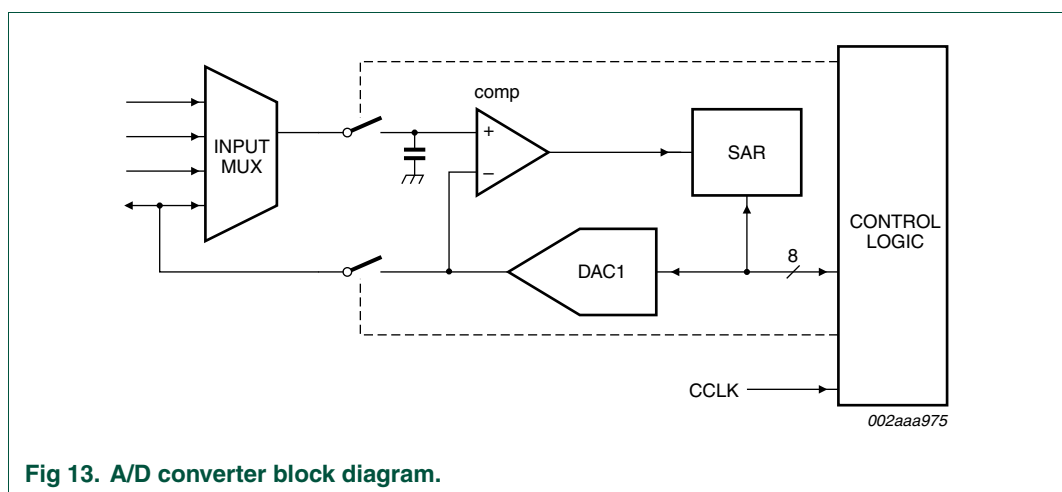 comp
+
−
INPUT
MUX
SAR
CONTROL
LOGIC
8
DAC1
CCLK
002aaa975
Fig 13. A/D converter block diagram.